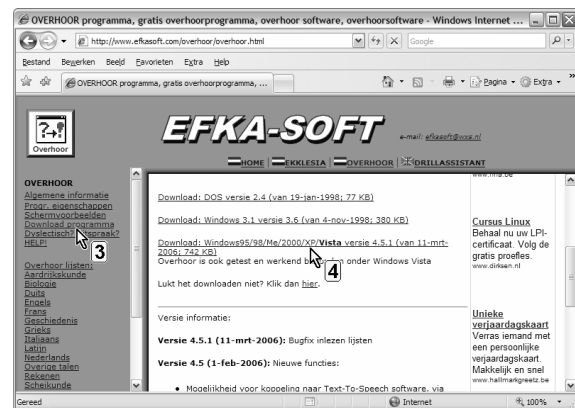 OVERHOOR programma, gratis overhoorprogramma, overhoor software, overhoorsoftware - Windows Internet ...
http://www.efkasoft.com/overhoor/overhoor.html
Google
Bestand Bewerken Beeld Favorieten Extra Help
OVERHOOR programma, gratis overhoorprogramma, ...
Pagina Extra
Overhoor
EFKA-SOFT
e-mail: efkasoft@wxs.nl
HOME | EKKLESIA | OVERHOOR | DRILLASSISTANT
OVERHOOR
Algemene informatie
Progr. eigenschappen
Schermvoorbeelden
Download programma
Dyslectisch? Uitspraak?
HELP!
3
Overhoor lijsten:
Aardrijkskunde
Biologie
Duits
Engels
Frans
Geschiedenis
Grieks
Italiaans
Latijn
Nederlands
Overige talen
Rekenen
Scheikunde
Download: DOS versie 2.4 (van 19-jan-1998; 77 KB)
Download: Windows 3.1 versie 3.6 (van 4-nov-1998; 380 KB)
Download: Windows95/98/Me/2000/XP/Vista versie 4.5.1 (van 11-mrt-
2006; 742 KB)
Overhoor is ook getest en werkend onder Windows Vista
4
Lukt het downloaden niet? Klik dan hier.
Versie informatie:
Versie 4.5.1 (11-mrt-2006): Bugfix inlezen lijsten
Versie 4.5 (1-feb-2006): Nieuwe functies:
• Mogelijkheid voor koppeling naar Text-To-Speech software, via
Cursus Linux
Behaal nu uw LPI-
certificaat. Volg de
gratis proefles.
www.dirksen.nl
Unieke
verjaardagskaart
Verras iemand met
een persoonlijke
verjaardagskaart.
Makkelijk en snel
www.hallmarkgreetz.be
Gereed
Internet
100%